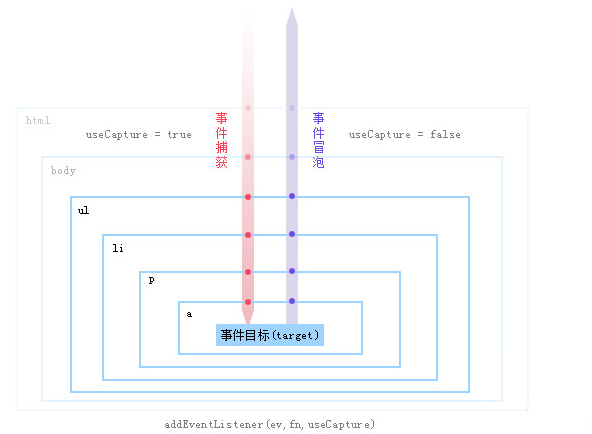 html
useCapture = true
事件捕获
事件冒泡
useCapture = false
body
ul
li
p
a
事件目标(target)
addEventListener(ev,fn,useCapture)